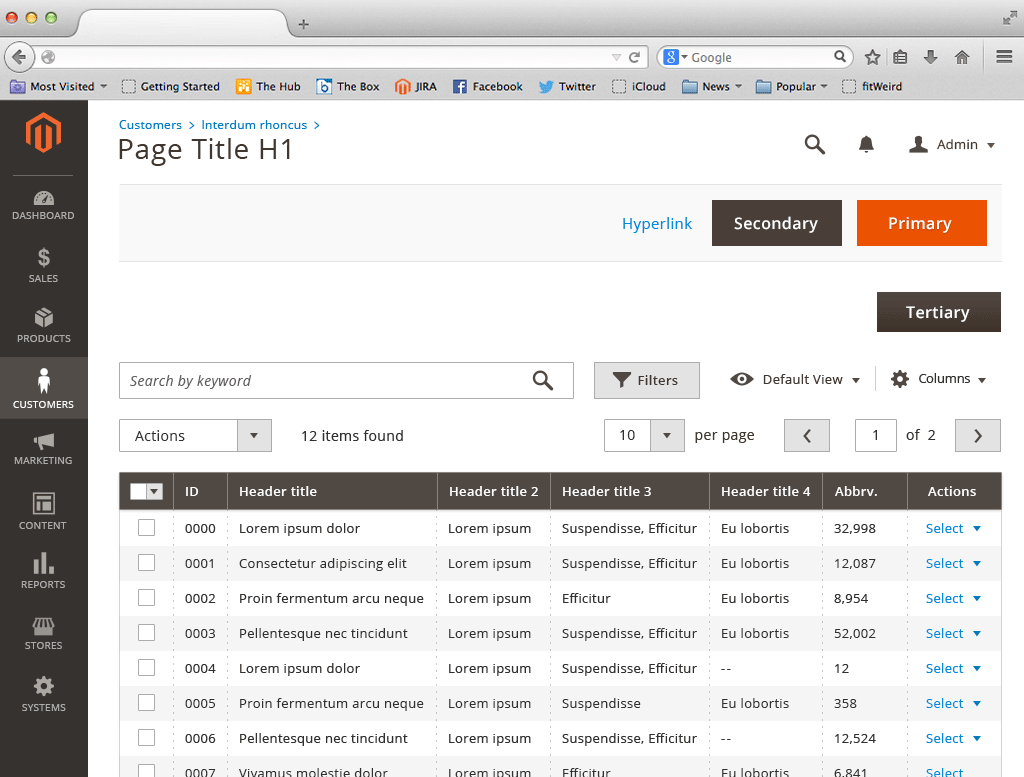 Google
Most Visited Getting Started The Hub The Box JIRA Facebook Twitter iCloud News Popular fitWeird
Customers > Interdum rhoncus >
Page Title H1
Admin
Hyperlink Secondary Primary
Tertiary
DASHBOARD
SALES
PRODUCTS
CUSTOMERS
MARKETING
CONTENT
REPORTS
STORES
SYSTEMS
Search by keyword Filters Default View Columns
Actions 12 items found 10 per page 1 of 2
ID Header title Header title 2 Header title 3 Header title 4 Abbrv. Actions
0000 Lorem ipsum dolor Lorem ipsum Suspendisse, Efficitur Eu lobortis 32,998 Select
0001 Consectetur adipiscing elit Lorem ipsum Suspendisse, Efficitur Eu lobortis 12,087 Select
0002 Proin fermentum arcu neque Lorem ipsum Efficitur Eu lobortis 8,954 Select
0003 Pellentesque nec tincidunt Lorem ipsum Suspendisse, Efficitur Eu lobortis 52,002 Select
0004 Lorem ipsum dolor Lorem ipsum Suspendisse, Efficitur -- 12 Select
0005 Proin fermentum arcu neque Lorem ipsum Suspendisse Eu lobortis 358 Select
0006 Pellentesque nec tincidunt Lorem ipsum Suspendisse, Efficitur -- 12,524 Select
0007 Vivamus molestie dolor Lorem ipsum Efficitur Eu lobortis 6,841 Select